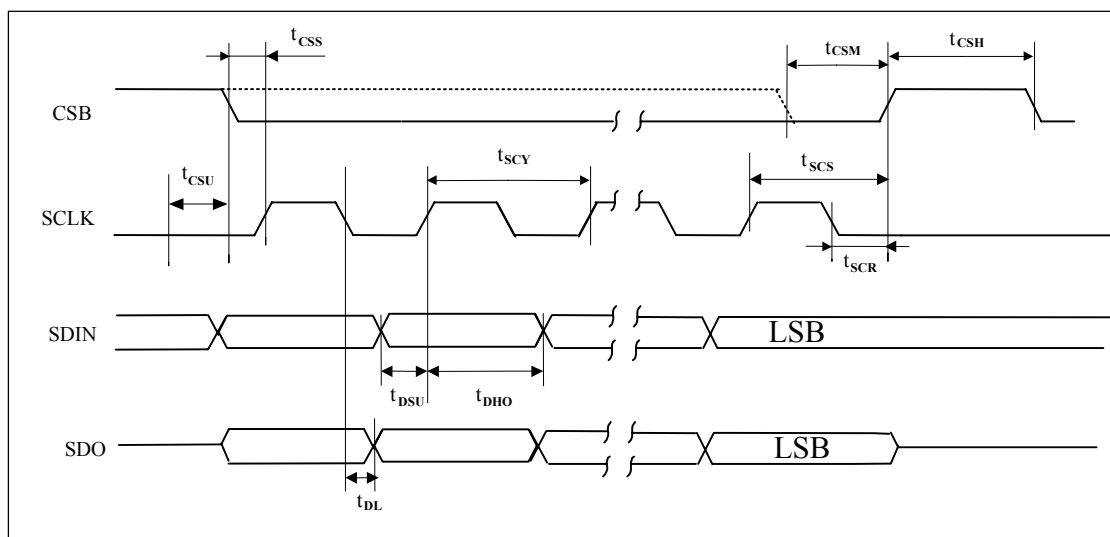 tCSS
tCSM
tCSH
CSB
tCSU
tSCY
tSCS
SCLK
tSCR
SDIN
LSB
tDSU
tDHO
SDO
LSB
tDL